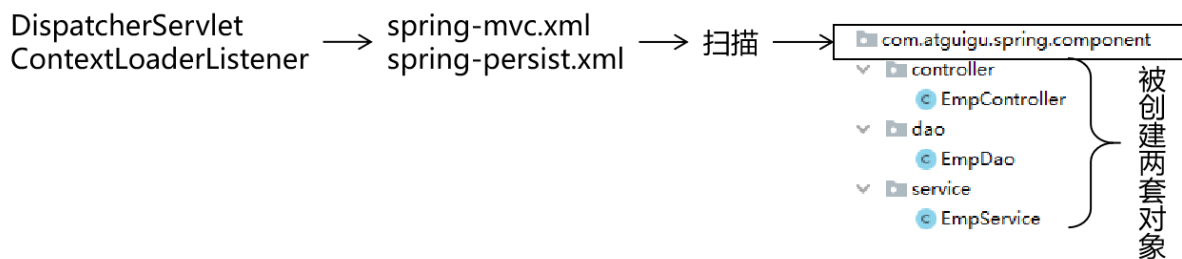 DispatcherServlet
ContextLoaderListener
spring-mvc.xml
spring-persist.xml
扫描
com.atguigu.spring.component
controller
EmpController
dao
EmpDao
service
EmpService
被创建两套对象